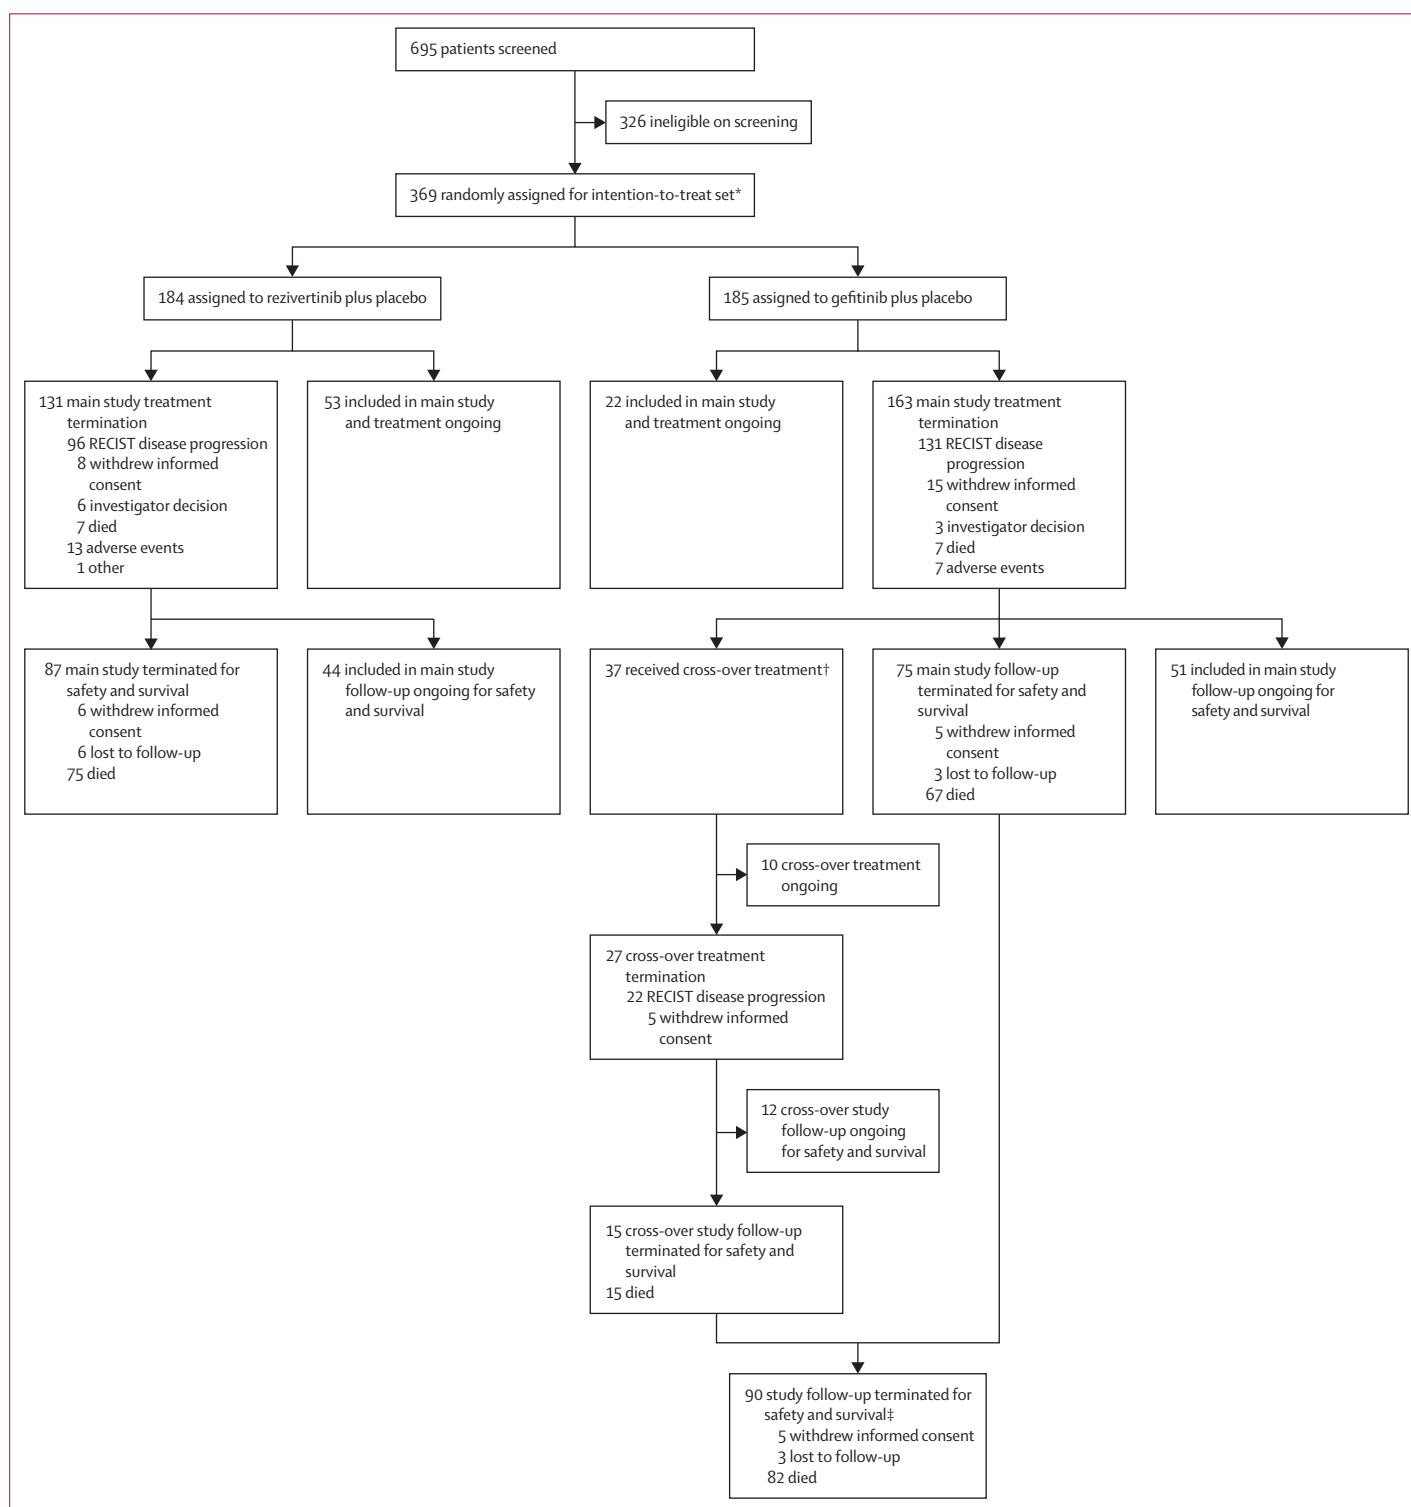 695 patients screened
326 ineligible on screening
369 randomly assigned for intention-to-treat set*
184 assigned to rezivertinib plus placebo
185 assigned to gefitinib plus placebo
131 main study treatment
termination
96 RECIST disease progression
8 withdrew informed
consent
6 investigator decision
7 died
13 adverse events
1 other
53 included in main study
and treatment ongoing
22 included in main study
and treatment ongoing
163 main study treatment
termination
131 RECIST disease
progression
15 withdrew informed
consent
3 investigator decision
7 died
7 adverse events
87 main study terminated for
safety and survival
6 withdrew informed
consent
6 lost to follow-up
75 died
44 included in main study
follow-up ongoing for safety
and survival
37 received cross-over treatment†
75 main study follow-up
terminated for safety and
survival
5 withdrew informed
consent
3 lost to follow-up
67 died
51 included in main study
follow-up ongoing for
safety and survival
10 cross-over treatment
ongoing
27 cross-over treatment
termination
22 RECIST disease progression
5 withdrew informed
consent
12 cross-over study
follow-up ongoing
for safety and survival
15 cross-over study follow-up
terminated for safety and
survival
15 died
90 study follow-up terminated for
safety and survival‡
5 withdrew informed consent
3 lost to follow-up
82 died